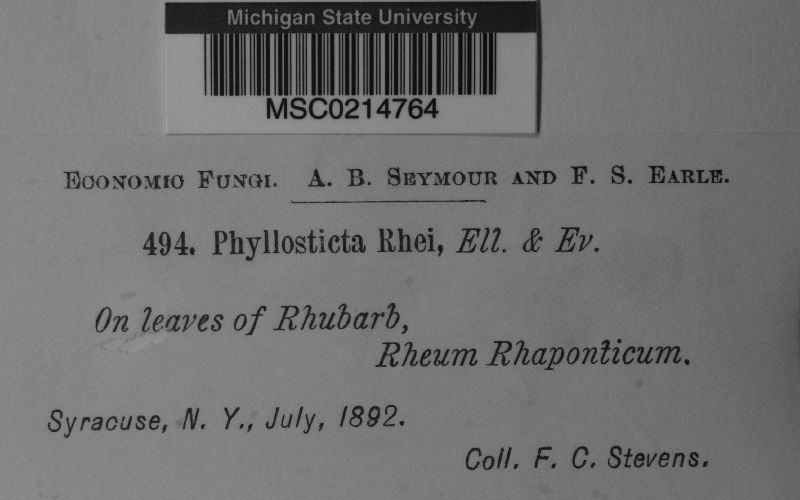 Michigan State University
MSC0214764
Economic Fungi. A. B. Seymour and F. S. Earle.
494. Phyllosticta Rhei, Ell. & Ev.
On leaves of Rhubarb,
Rheum Rhaponticum.
Syracuse, N. Y., July, 1892.
Coll. F. C. Stevens.